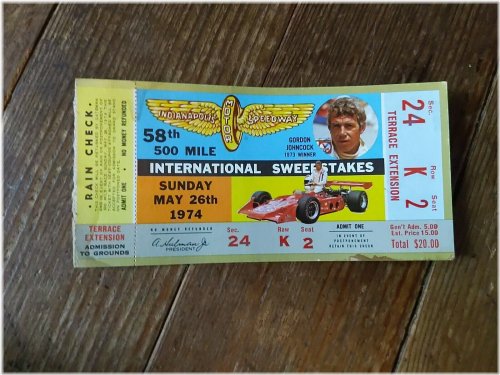 · RAIN CHECK ·
ADMIT ONE - NO MONEY REFUNDED
TERRACE
EXTENSION
ADMISSION
TO GROUNDS
INDIANAPOLIS MOTOR SPEEDWAY
58th
500 MILE
GORDON
JOHNCOCK
1973 WINNER
INTERNATIONAL SWEEPSTAKES
SUNDAY
MAY 26th
1974
NO MONEY REFUNDED
A. Hulman Jr.
PRESIDENT
Sec. 24
Row K
Seat 2
ADMIT ONE
IN EVENT OF
POSTPONEMENT
RETAIN THIS CHECK
Sec. 24
TERRACE EXTENSION
Row K
Seat 2
Gen'l Adm. 5.00
Est. Price 15.00
Total $20.00